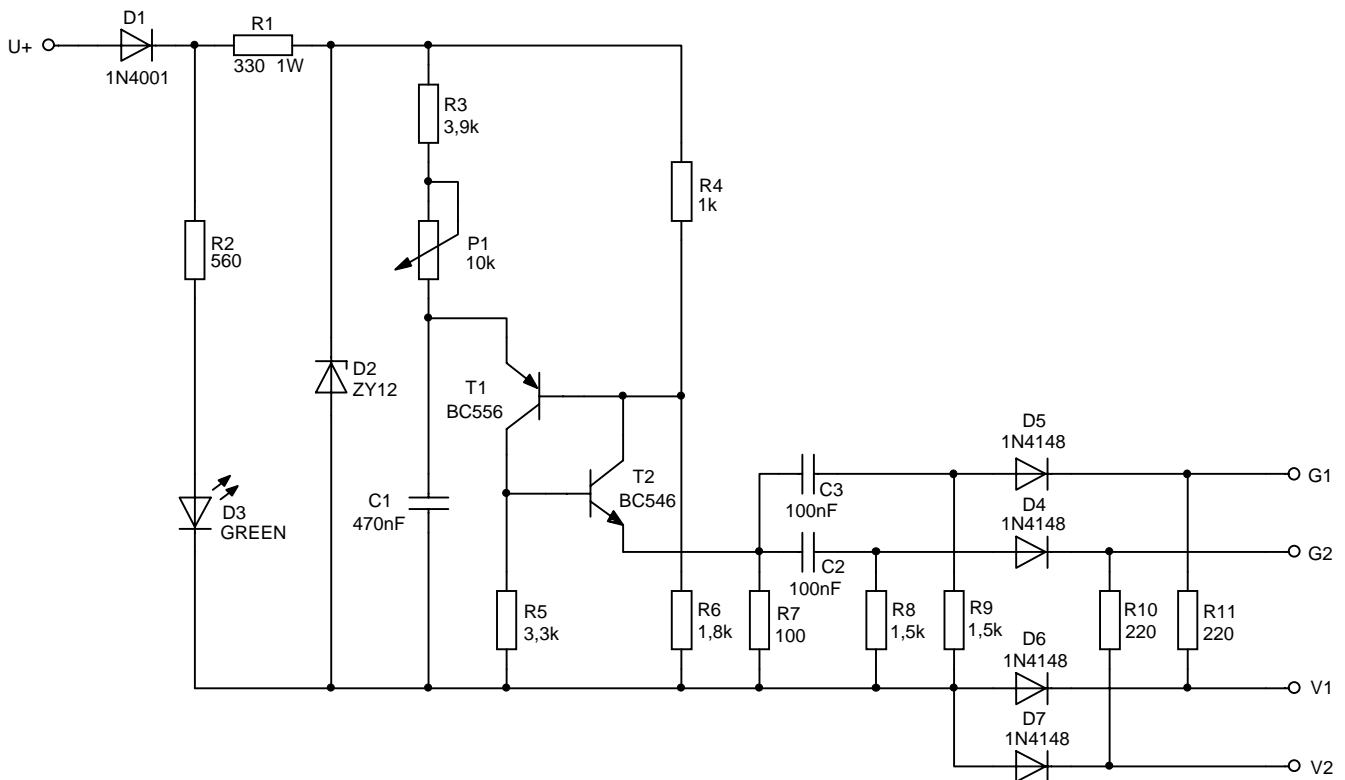 D1
R1
U+
1N4001
330 1W
R3
3,9k
R4
1k
R2
560
P1
10k
D2
ZY12
T1
BC556
D5
1N4148
T2
BC546
G1
C3
100nF
D4
1N4148
C1
470nF
D3
GREEN
G2
C2
100nF
R5
3,3k
R6
1,8k
R7
100
R8
1,5k
R9
1,5k
R10
220
R11
220
D6
1N4148
V1
D7
1N4148
V2